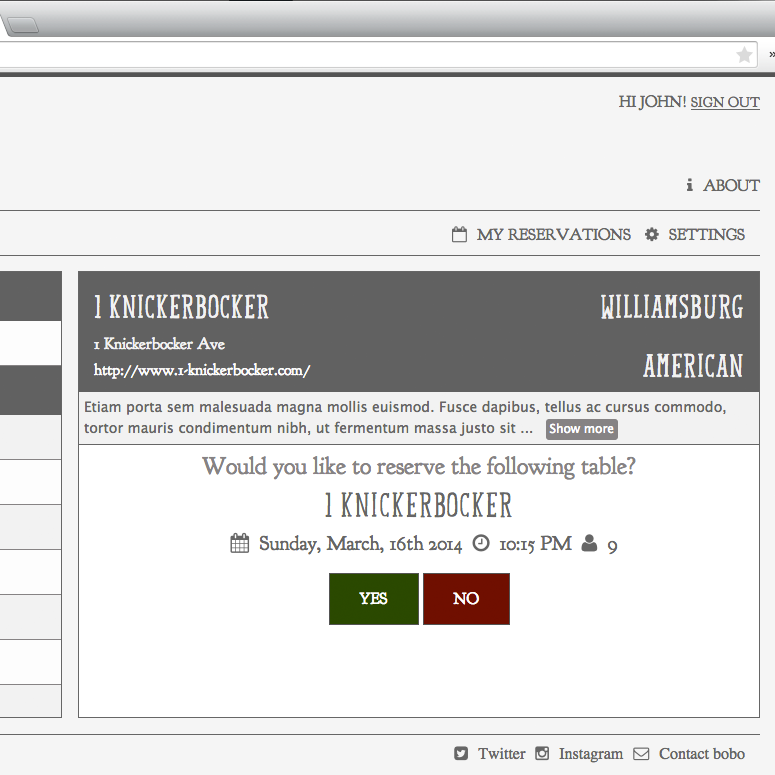 »
HI JOHN! SIGN OUT
ABOUT
MY RESERVATIONS SETTINGS
1 KNICKERBOCKER
WILLIAMSBURG
1 Knickerbocker Ave
http://www.1-knickerbocker.com/
AMERICAN
Etiam porta sem malesuada magna mollis euismod. Fusce dapibus, tellus ac cursus commodo,
tortor mauris condimentum nibh, ut fermentum massa justo sit ... Show more
Would you like to reserve the following table?
1 KNICKERBOCKER
Sunday, March, 16th 2014 10:15 PM 9
YES NO
Twitter Instagram Contact bobo